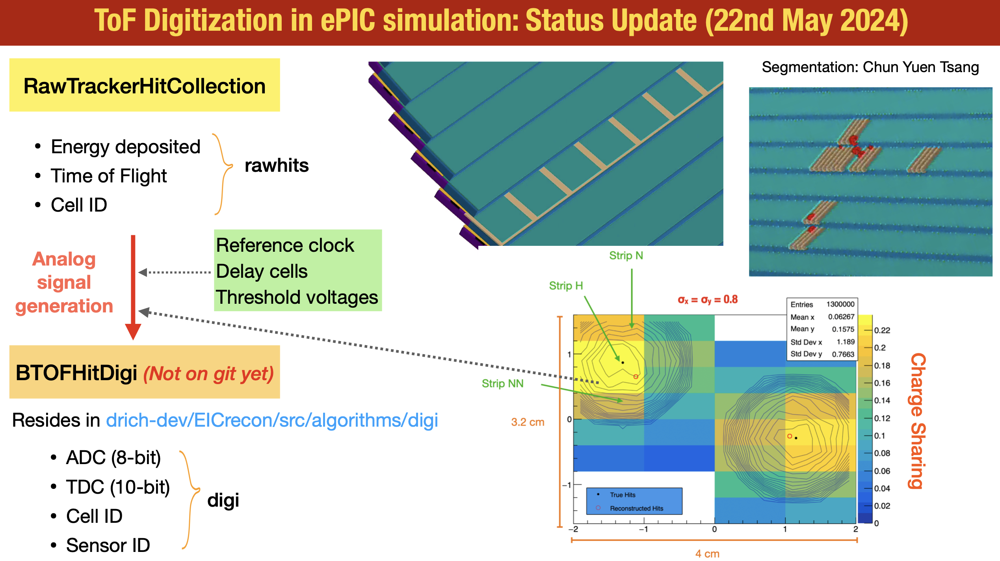 ToF Digitization in ePIC simulation: Status Update (22nd May 2024)
RawTrackerHitCollection
• Energy deposited
• Time of Flight
• Cell ID
rawhits
Analog
signal
generation
Reference clock
Delay cells
Threshold voltages
BTOFHitDigi (Not on git yet)
Resides in drich-dev/EICrecon/src/algorithms/digi
• ADC (8-bit)
• TDC (10-bit)
• Cell ID
• Sensor ID
digi
Segmentation: Chun Yuen Tsang
Strip N
Strip H
Strip NN
σx = σy = 0.8
Entries 1300000
Mean x 0.06267
Mean y 0.1575
Std Dev x 1.189
Std Dev y 0.7663
1
0
−1
−2
−1
0
1
2
True Hits
Reconstructed Hits
0.22
0.2
0.18
0.16
0.14
0.12
0.1
0.08
0.06
0.04
0.02
0
Charge Sharing
3.2 cm
4 cm